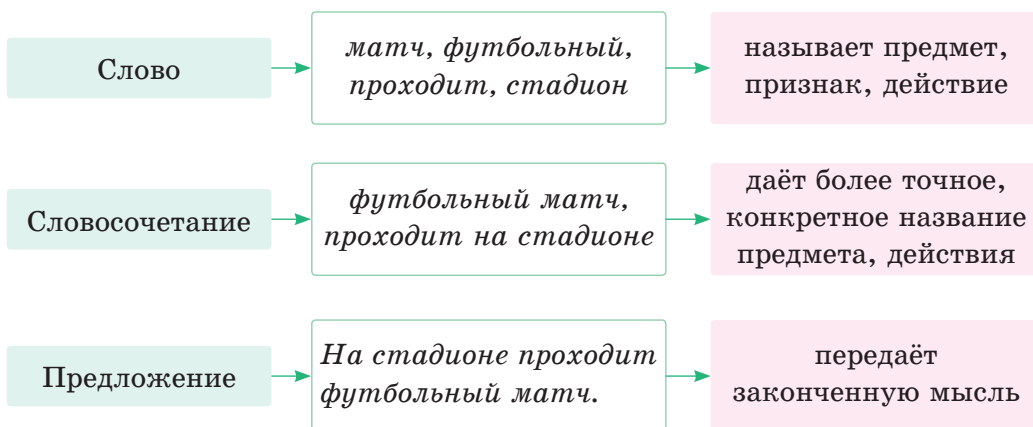 Слово
матч, футбольный,
проходит, стадион
называет предмет,
признак, действие
Словосочетание
футбольный матч,
проходит на стадионе
даёт более точное,
конкретное название
предмета, действия
Предложение
На стадионе проходит
футбольный матч.
передаёт
законченную мысль